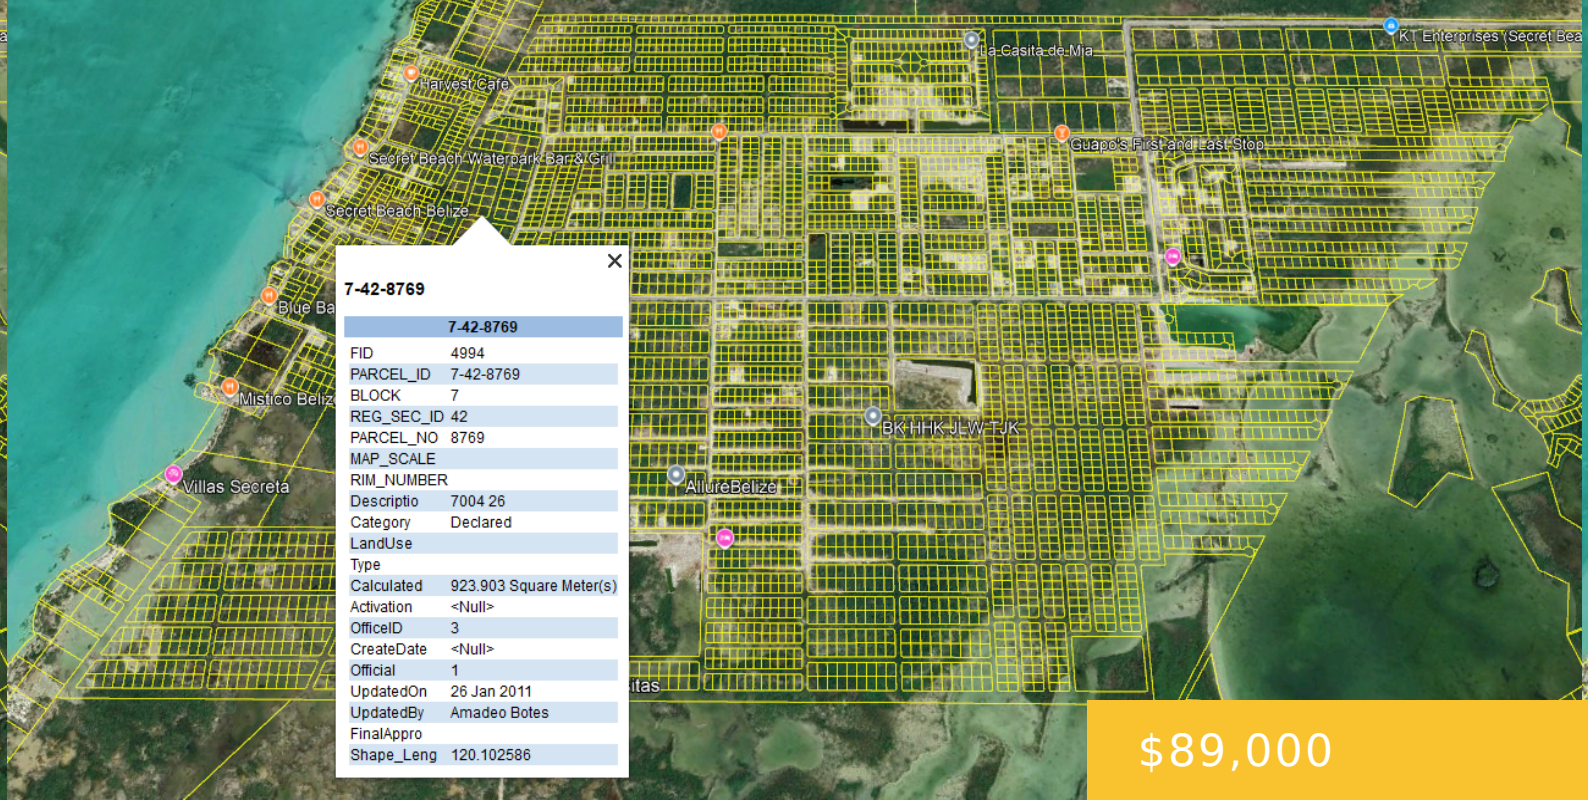 La Casita de Mia
KT Enterprises (Secret Bea
Harvest Cafe
Secret Beach Waterpark Bar & Grill
Guapo's First and Last Stop
Secret Beach Belize
Blue Ba
Mistico Beliz
BK HHK JLW TJK
Villas Secreta
AllureBelize
itas
7-42-8769
7-42-8769
FID 4994
PARCEL_ID 7-42-8769
BLOCK 7
REG_SEC_ID 42
PARCEL_NO 8769
MAP_SCALE
RIM_NUMBER
Descriptio 7004 26
Category Declared
LandUse
Type
Calculated 923.903 Square Meter(s)
Activation <Null>
OfficeID 3
CreateDate <Null>
Official 1
UpdatedOn 26 Jan 2011
UpdatedBy Amadeo Botes
FinalAppro
Shape_Leng 120.102586
$89,000